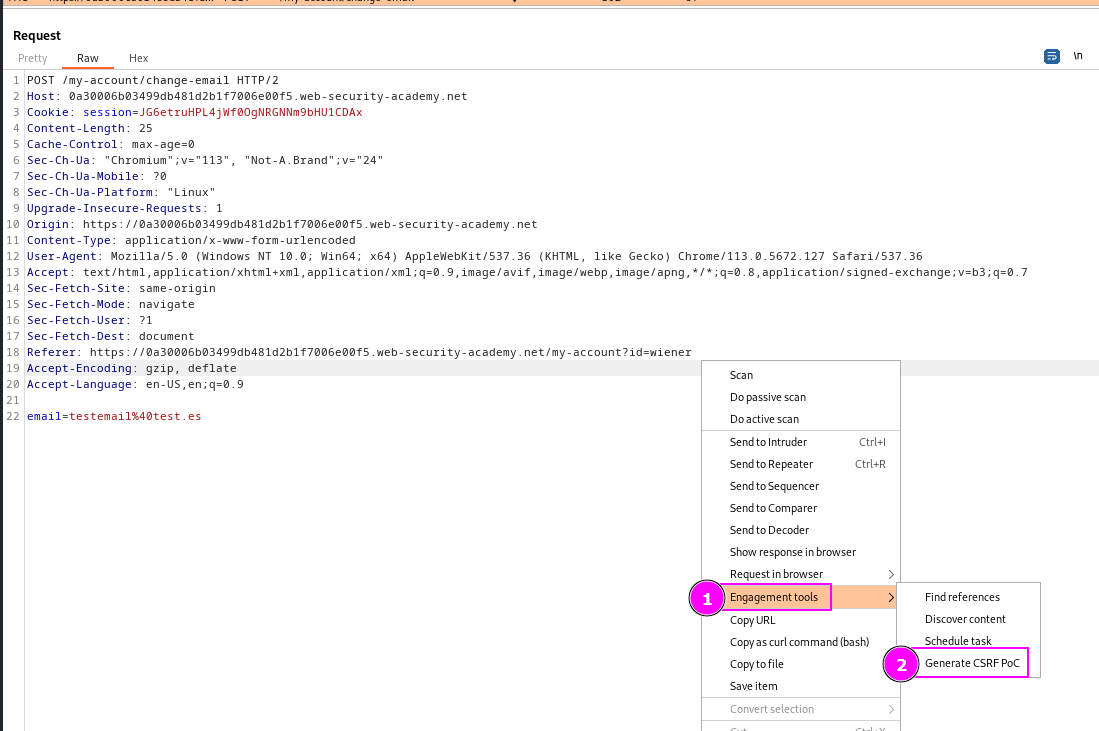 Request
Pretty Raw Hex
\n
1 POST /my-account/change-email HTTP/2
2 Host: 0a30006b03499db481d2b1f7006e00f5.web-security-academy.net
3 Cookie: session=JG6etruHPL4jWf0OgNRGNNm9bHU1CDAx
4 Content-Length: 25
5 Cache-Control: max-age=0
6 Sec-Ch-Ua: "Chromium";v="113", "Not-A.Brand";v="24"
7 Sec-Ch-Ua-Mobile: ?0
8 Sec-Ch-Ua-Platform: "Linux"
9 Upgrade-Insecure-Requests: 1
10 Origin: https://0a30006b03499db481d2b1f7006e00f5.web-security-academy.net
11 Content-Type: application/x-www-form-urlencoded
12 User-Agent: Mozilla/5.0 (Windows NT 10.0; Win64; x64) AppleWebKit/537.36 (KHTML, like Gecko) Chrome/113.0.5672.127 Safari/537.36
13 Accept: text/html,application/xhtml+xml,application/xml;q=0.9,image/avif,image/webp,image/apng,*/*;q=0.8,application/signed-exchange;v=b3;q=0.7
14 Sec-Fetch-Site: same-origin
15 Sec-Fetch-Mode: navigate
16 Sec-Fetch-User: ?1
17 Sec-Fetch-Dest: document
18 Referer: https://0a30006b03499db481d2b1f7006e00f5.web-security-academy.net/my-account?id=wiener
19 Accept-Encoding: gzip, deflate
20 Accept-Language: en-US,en;q=0.9
21
22 email=testemail%40test.es
Scan
Do passive scan
Do active scan
Send to Intruder Ctrl+I
Send to Repeater Ctrl+R
Send to Sequencer
Send to Comparer
Send to Decoder
Show response in browser
Request in browser
1 Engagement tools
Copy URL
Copy as curl command (bash)
Copy to file
Save item
Convert selection
Find references
Discover content
Schedule task
2 Generate CSRF PoC